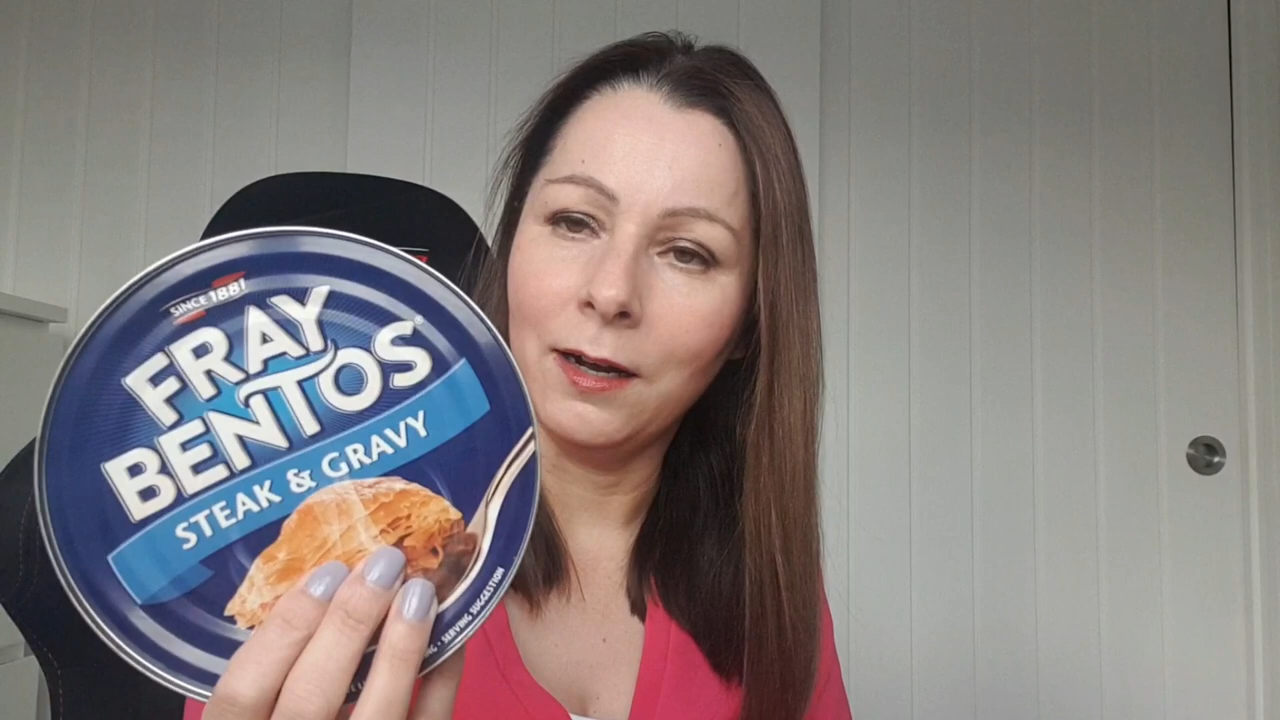 SINCE 1881
FRAY
BENTOS
STEAK & GRAVY
SERVING SUGGESTION